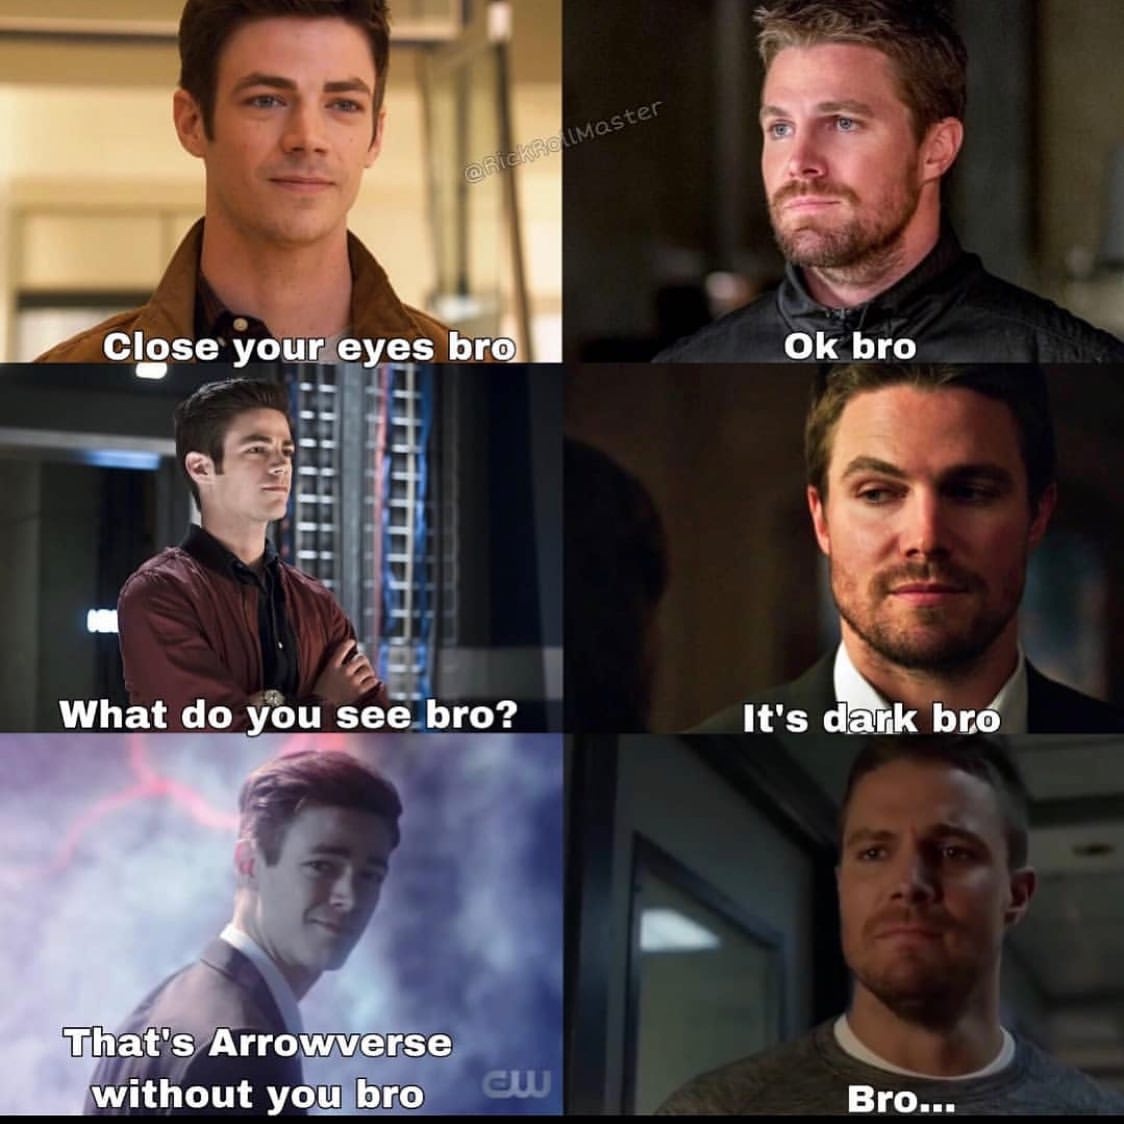 @RickRollMaster
Close your eyes bro
Ok bro
What do you see bro?
It's dark bro
That's Arrowverse
without you bro
CW
Bro...